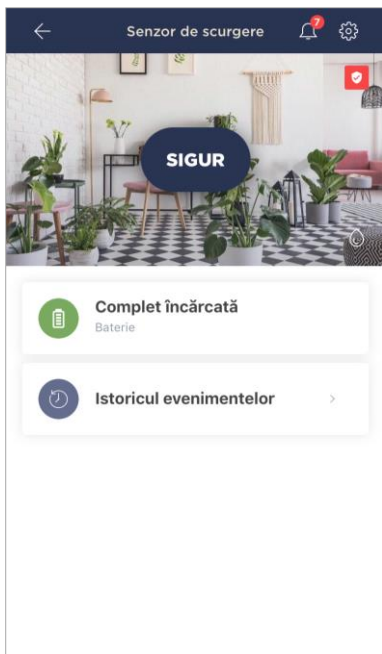 Senzor de scurgere
7
SIGUR
Complet încărcată
Baterie
Istoricul evenimentelor